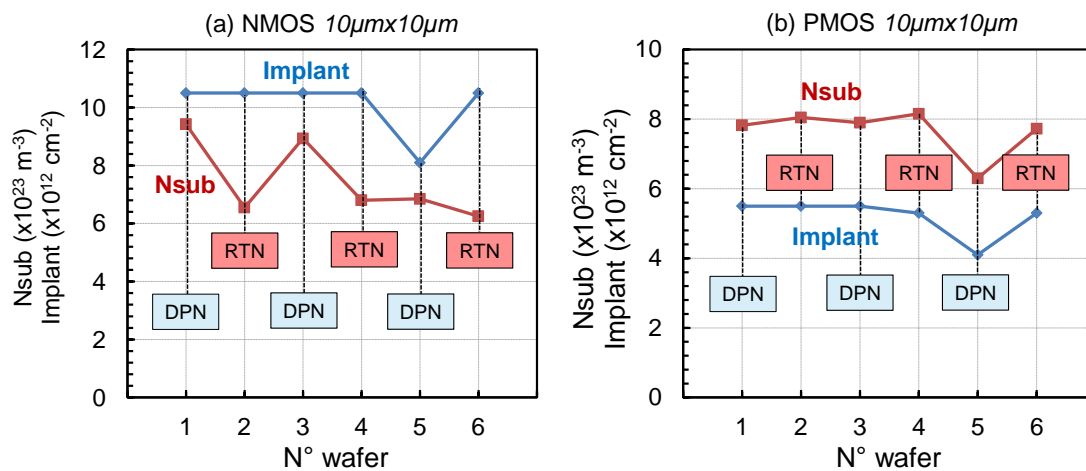 (a) NMOS 10µmx10µm
Nsub (x10²³ m⁻³)
Implant (x10¹² cm⁻²)
12
10
8
6
4
2
0
Implant
Nsub
RTN
RTN
RTN
DPN
DPN
DPN
1 2 3 4 5 6
N° wafer
(b) PMOS 10µmx10µm
Nsub (x10²³ m⁻³)
Implant (x10¹² cm⁻²)
10
8
6
4
2
0
Nsub
RTN
RTN
RTN
Implant
DPN
DPN
DPN
1 2 3 4 5 6
N° wafer